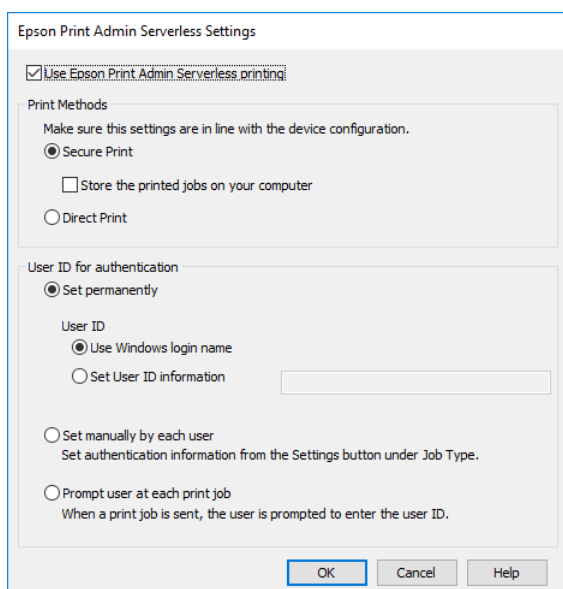 Epson Print Admin Serverless Settings
Use Epson Print Admin Serverless printing
Print Methods
Make sure this settings are in line with the device configuration.
Secure Print
Store the printed jobs on your computer
Direct Print
User ID for authentication
Set permanently
User ID
Use Windows login name
Set User ID information
Set manually by each user
Set authentication information from the Settings button under Job Type.
Prompt user at each print job
When a print job is sent, the user is prompted to enter the user ID.
OK Cancel Help